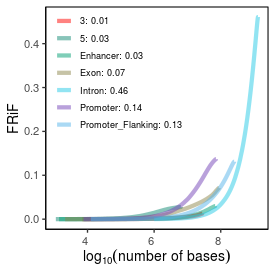 3: 0.01
5: 0.03
Enhancer: 0.03
Exon: 0.07
Intron: 0.46
Promoter: 0.14
Promoter_Flanking: 0.13
FRiF
0.4
0.3
0.2
0.1
0.0
4 6 8
log10(number of bases)